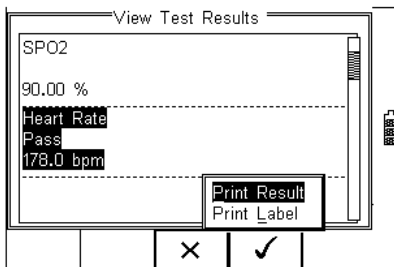 View Test Results
SPO2
90.00 %
Heart Rate
Pass
178.0 bpm
Print Result
Print Label